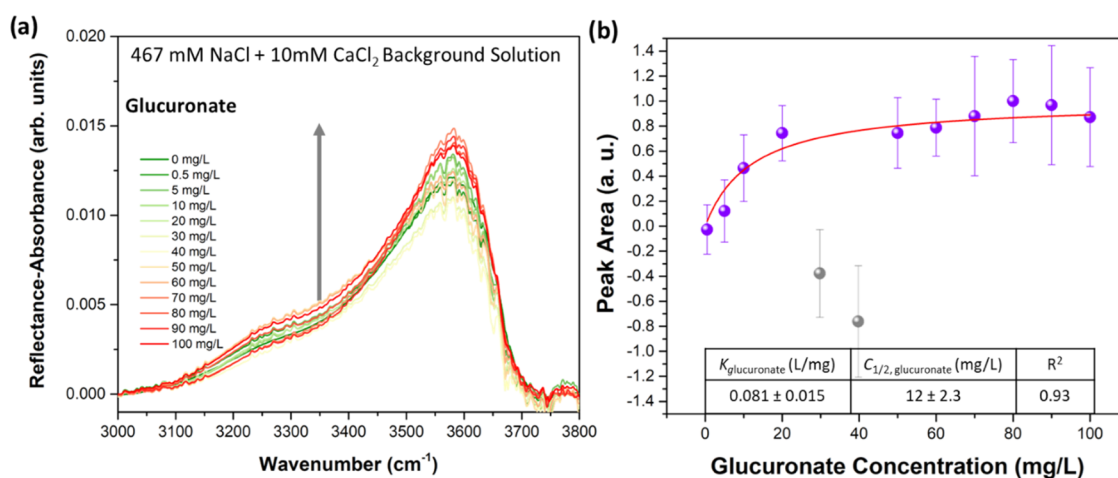 (a)
0.020
0.015
0.010
0.005
0.000
Reflectance-Absorbance (arb. units)
467 mM NaCl + 10mM CaCl₂ Background Solution
Glucuronate
0 mg/L
0.5 mg/L
5 mg/L
10 mg/L
20 mg/L
30 mg/L
40 mg/L
50 mg/L
60 mg/L
70 mg/L
80 mg/L
90 mg/L
100 mg/L
3000 3100 3200 3300 3400 3500 3600 3700 3800
Wavenumber (cm⁻¹)
(b)
1.4
1.2
1.0
0.8
0.6
0.4
0.2
0.0
-0.2
-0.4
-0.6
-0.8
-1.0
-1.2
-1.4
Peak Area (a. u.)
K glucuronate (L/mg) C1/2, glucuronate (mg/L) R²
0.081 ± 0.015 12 ± 2.3 0.93
0 20 40 60 80 100
Glucuronate Concentration (mg/L)